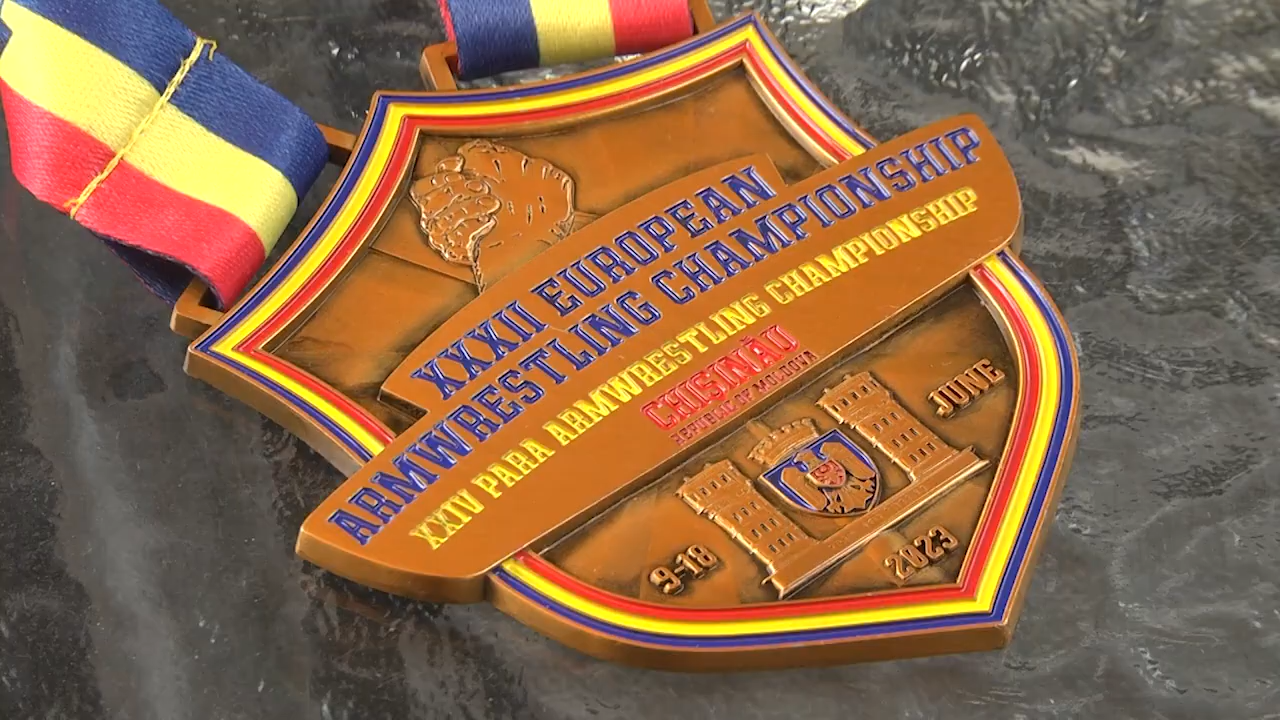 XXXII EUROPEAN
ARMWRESTLING CHAMPIONSHIP
XXIV PARA ARMWRESTLING CHAMPIONSHIP
CHIȘINĂU
REPUBLIC OF MOLDOVA
9-18
JUNE
2023